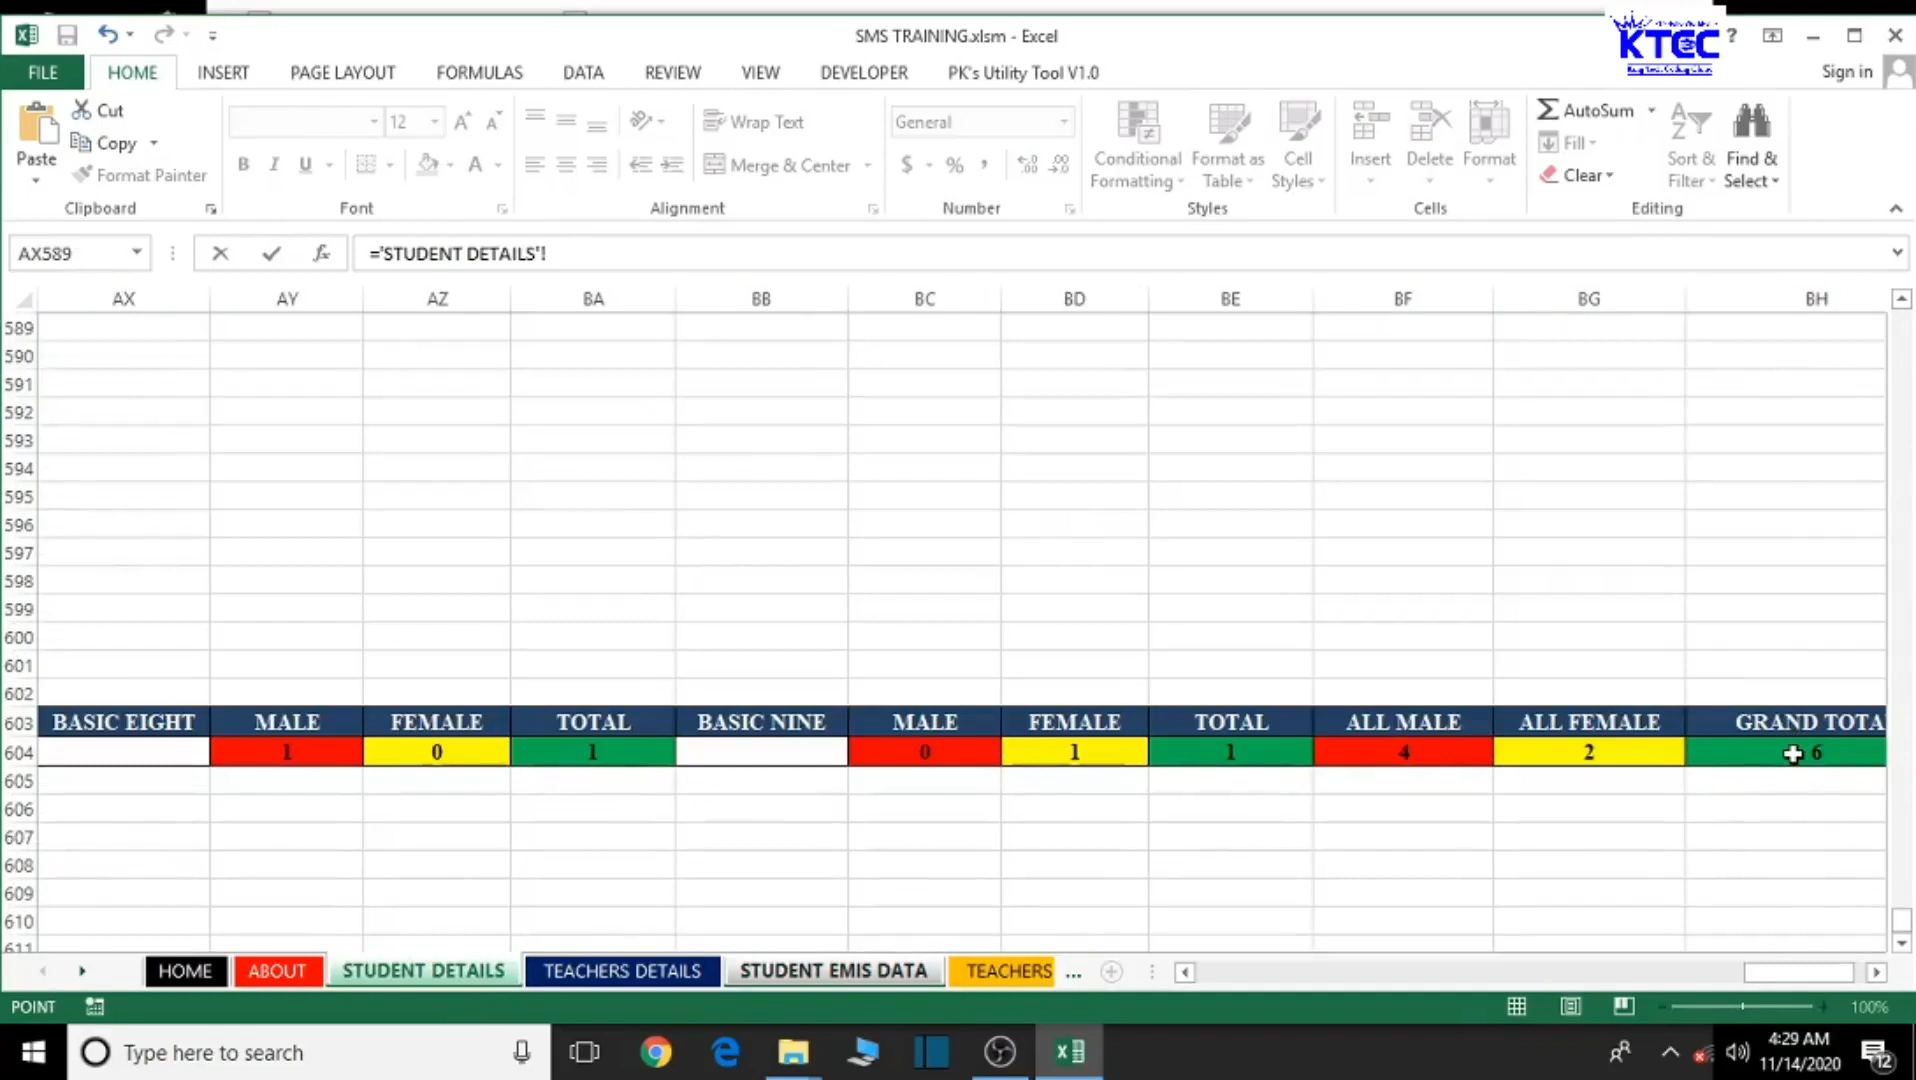 SMS TRAINING.xlsm - Excel
KTEC
?
FILE HOME INSERT PAGE LAYOUT FORMULAS DATA REVIEW VIEW DEVELOPER PK's Utility Tool V1.0 Sign in
Cut
Copy
Format Painter
Paste
Clipboard
12
B I U
A
Font
Wrap Text
Merge & Center
Alignment
General
$ % ,
Number
Conditional Formatting
Format as Table
Cell Styles
Styles
Insert Delete Format
Cells
AutoSum
Fill
Clear
Sort & Filter
Find & Select
Editing
AX589 fx ='STUDENT DETAILS'!
AX AY AZ BA BB BC BD BE BF BG BH
589
590
591
592
593
594
595
596
597
598
599
600
601
602
603 BASIC EIGHT MALE FEMALE TOTAL BASIC NINE MALE FEMALE TOTAL ALL MALE ALL FEMALE GRAND TOTA
604 1 0 1 0 1 1 4 2 6
605
606
607
608
609
610
611
HOME ABOUT STUDENT DETAILS TEACHERS DETAILS STUDENT EMIS DATA TEACHERS ...
POINT 100%
Type here to search
4:29 AM
11/14/2020
12